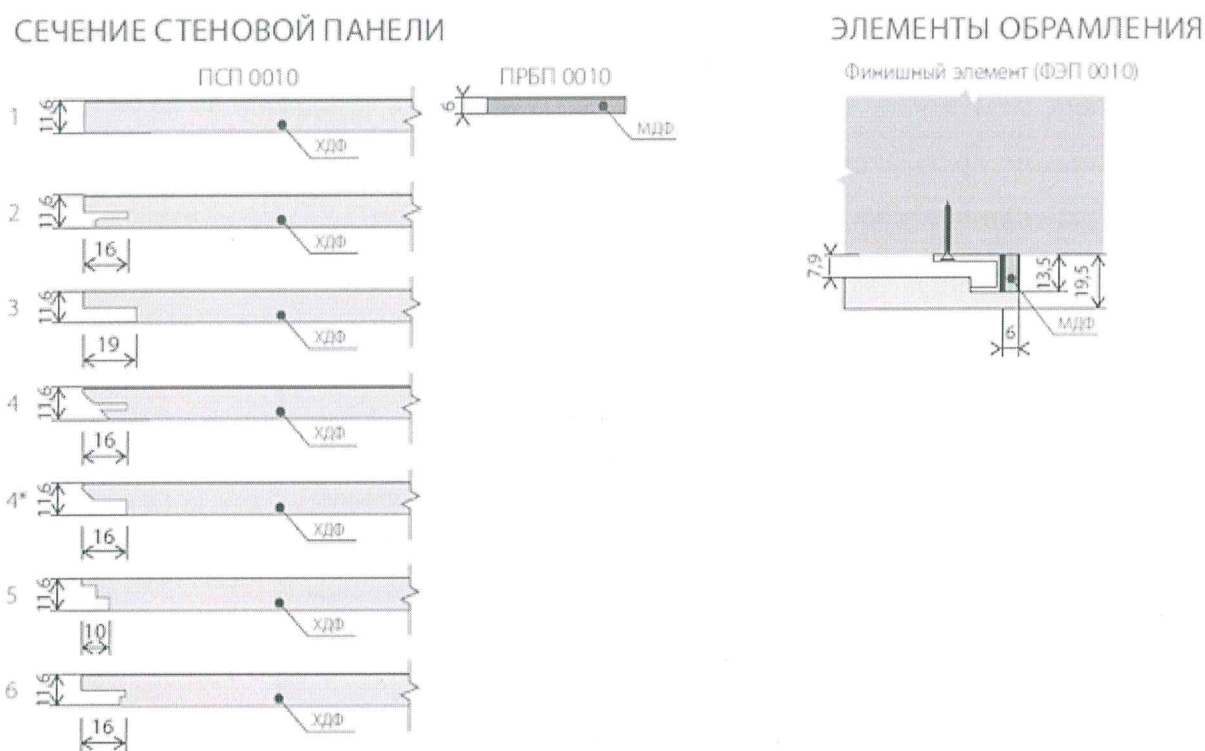 СЕЧЕНИЕ СТЕНОВОЙ ПАНЕЛИ
ПСП 0010
ПРБП 0010
1
11,6
ХДФ
6
МДФ
2
11,6
16
ХДФ
3
11,6
19
ХДФ
4
11,6
16
ХДФ
4*
11,6
16
ХДФ
5
11,6
10
ХДФ
6
11,6
16
ХДФ
ЭЛЕМЕНТЫ ОБРАМЛЕНИЯ
Финишный элемент (ФЭП 0010)
7,9
13,5
19,5
6
МДФ